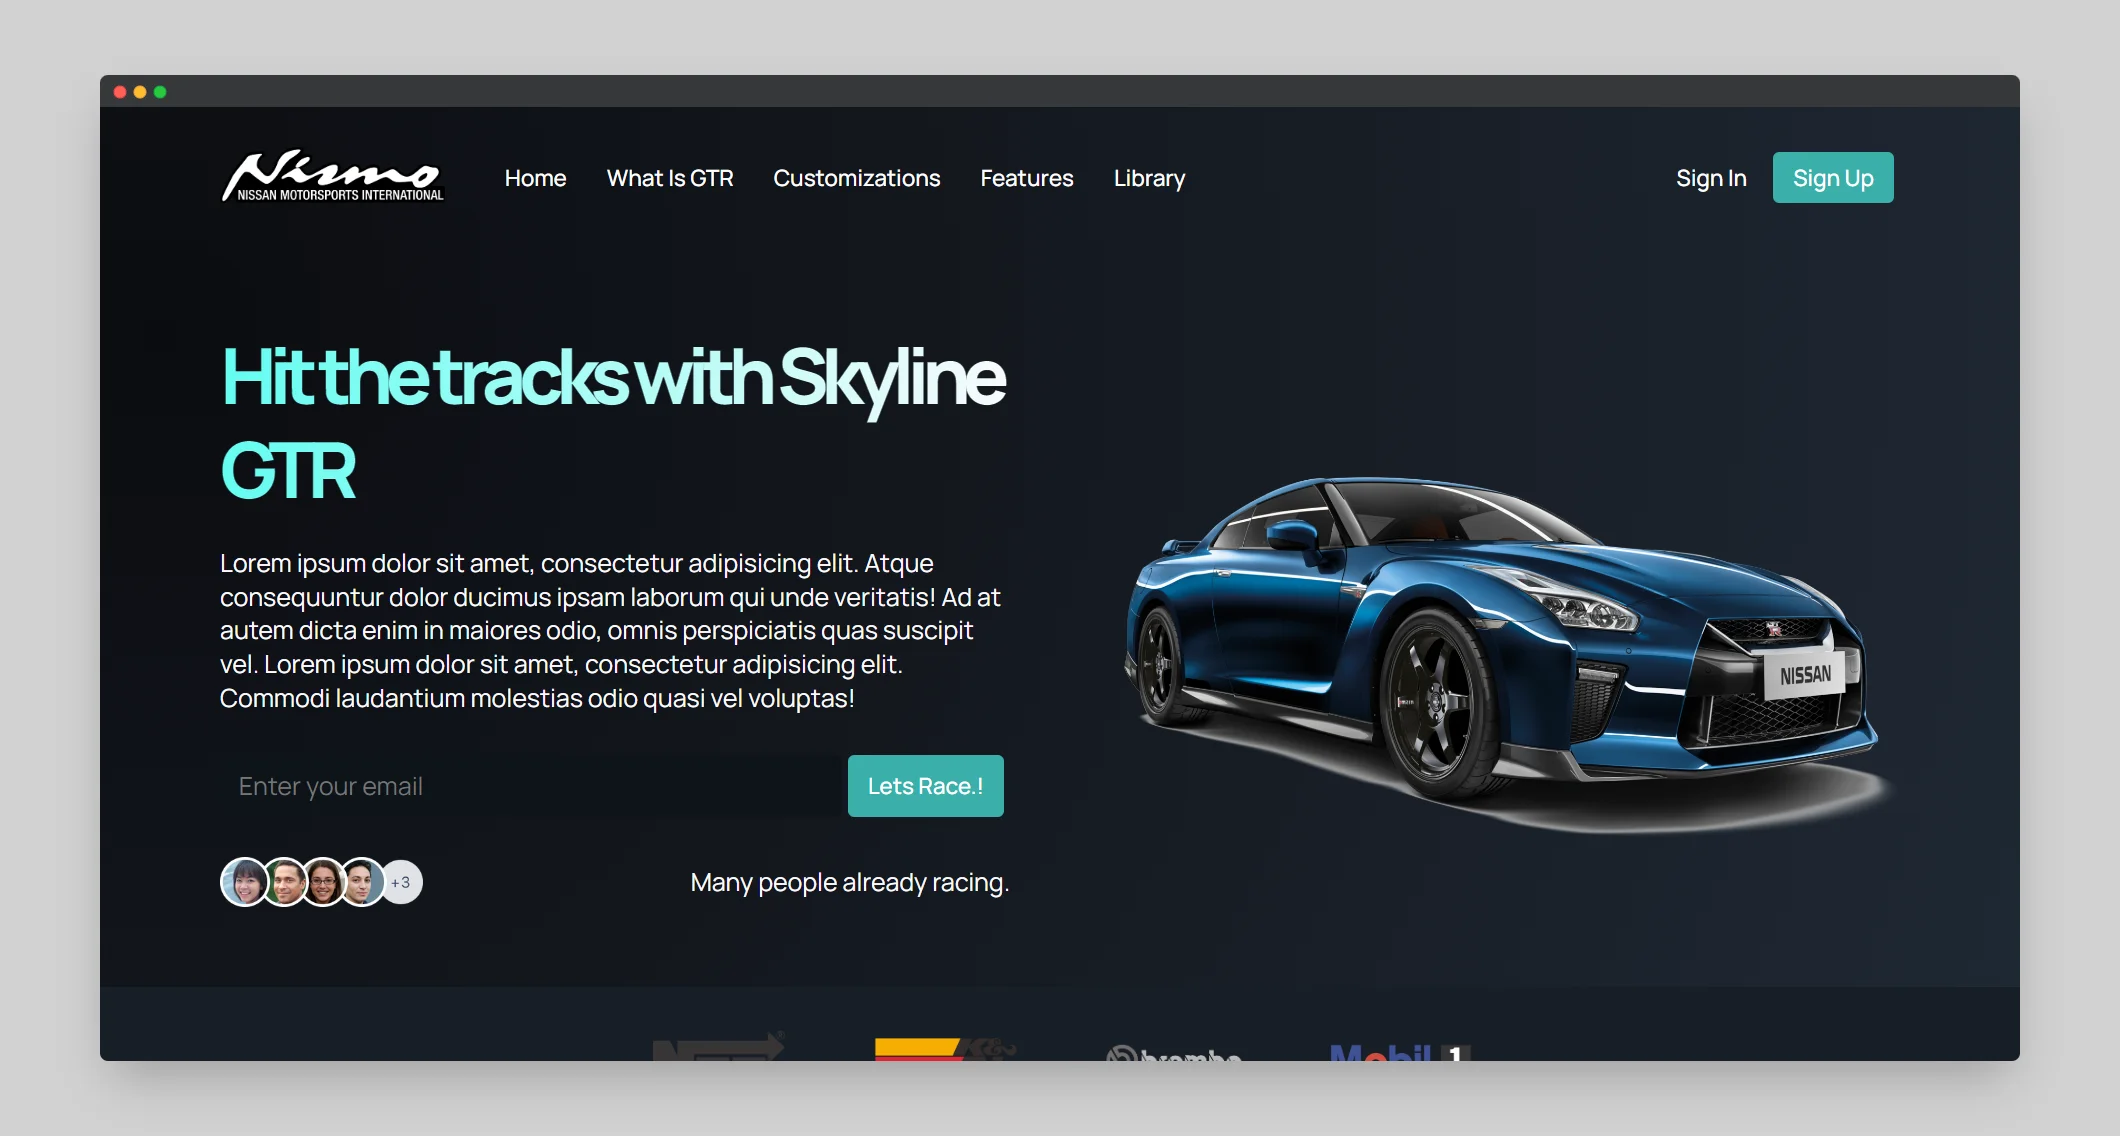 Nismo
NISSAN MOTORSPORTS INTERNATIONAL
Home
What Is GTR
Customizations
Features
Library
Sign In
Sign Up
Hit the tracks with Skyline
GTR
Lorem ipsum dolor sit amet, consectetur adipisicing elit. Atque
consequuntur dolor ducimus ipsam laborum qui unde veritatis! Ad at
autem dicta enim in maiores odio, omnis perspiciatis quas suscipit
vel. Lorem ipsum dolor sit amet, consectetur adipisicing elit.
Commodi laudantium molestias odio quasi vel voluptas!
Enter your email
Lets Race.!
+3
Many people already racing.
NISSAN
K&N
brembo
Mobil 1